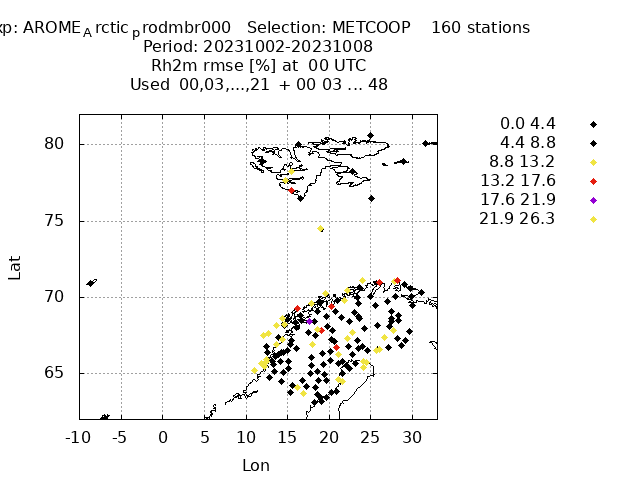 xp: AROME_Arctic_prodmbr000 Selection: METCOOP 160 stations
Period: 20231002-20231008
Rh2m rmse [%] at 00 UTC
Used 00,03,...,21 + 00 03 ... 48
0.0 4.4
4.4 8.8
8.8 13.2
13.2 17.6
17.6 21.9
21.9 26.3
80
75
70
65
Lat
-10 -5 0 5 10 15 20 25 30
Lon